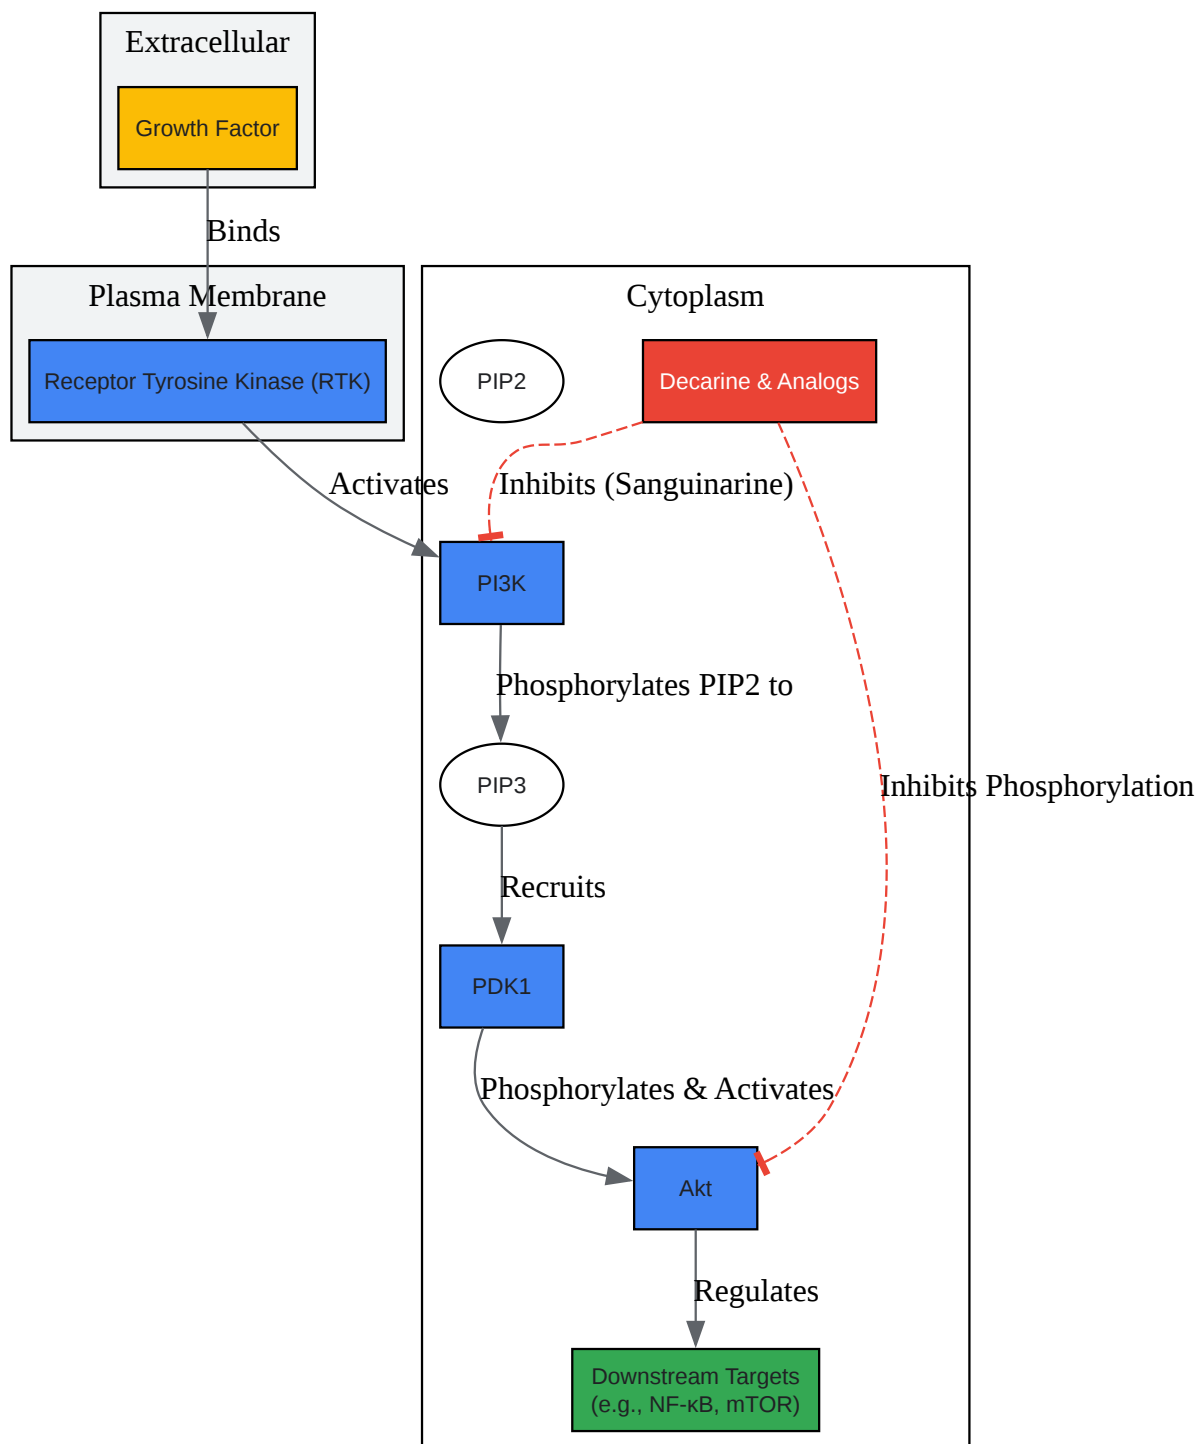 Extracellular
Growth Factor
Binds
Plasma Membrane
Cytoplasm
Receptor Tyrosine Kinase (RTK)
PIP2
Decarine & Analogs
Activates
Inhibits (Sanguinarine)
PI3K
Phosphorylates PIP2 to
PIP3
Inhibits Phosphorylation
Recruits
PDK1
Phosphorylates & Activates
Akt
Regulates
Downstream Targets
(e.g., NF-κB, mTOR)